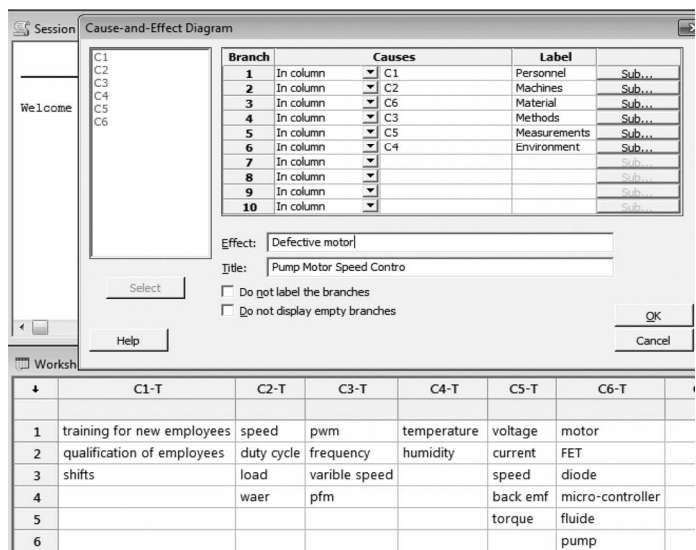 Session
Cause-and-Effect Diagram
C1
C2
C3
C4
C5
C6
Welcome
Branch Causes Label
1 In column C1 Personnel Sub...
2 In column C2 Machines Sub...
3 In column C6 Material Sub...
4 In column C3 Methods Sub...
5 In column C5 Measurements Sub...
6 In column C4 Environment Sub...
7 In column Sub...
8 In column Sub...
9 In column Sub...
10 In column Sub...
Effect: Defective motor
Title: Pump Motor Speed Contro
Select
Do not label the branches
Do not display empty branches
OK
Help
Cancel
Worksh
C1-T C2-T C3-T C4-T C5-T C6-T
1 training for new employees speed pwm temperature voltage motor
2 qualification of employees duty cycle frequency humidity current FET
3 shifts load varible speed speed diode
4 waer pfm back emf micro-controller
5 torque fluide
6 pump